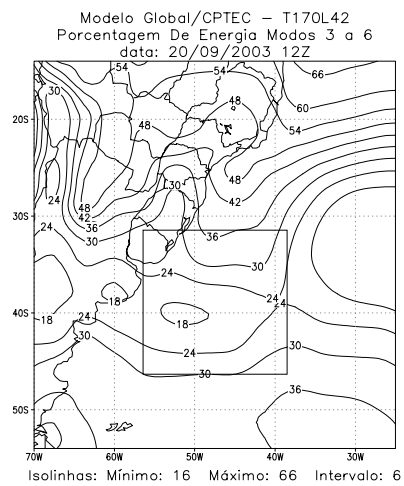 Modelo Global/CPTEC – T170L42
Porcentagem De Energia Modos 3 a 6
data: 20/09/2003 12Z
54 54 66
30
48 60
20S 48 54
48
24 48 30 42
42
30S 36 36
24 30
24 30
18 24 24
40S 18 24 18
30 24 30
30
36
50S
70W 60W 50W 40W 30W
Isolinhas: Mínimo: 16 Máximo: 66 Intervalo: 6